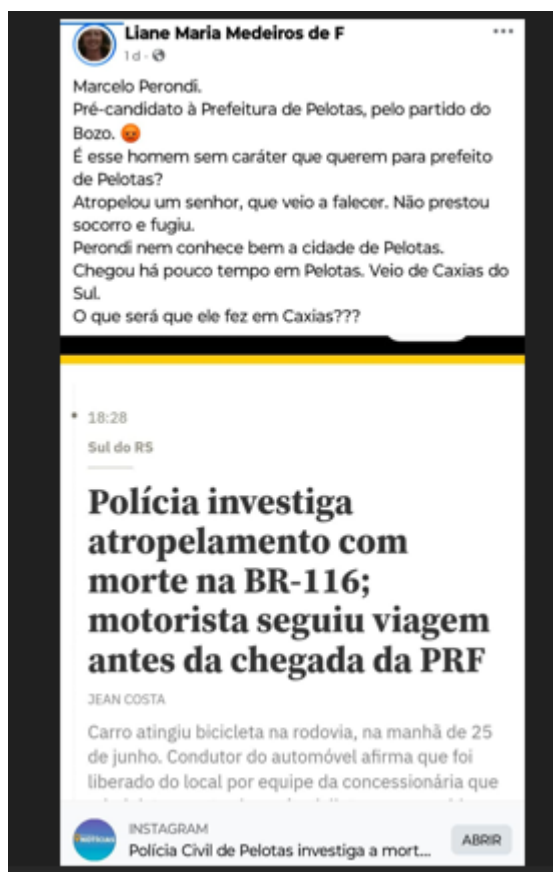 Liane Maria Medeiros de F
1 d ·
Marcelo Perondi.
Pré-candidato à Prefeitura de Pelotas, pelo partido do
Bozo. 😡
É esse homem sem caráter que querem para prefeito
de Pelotas?
Atropelou um senhor, que veio a falecer. Não prestou
socorro e fugiu.
Perondi nem conhece bem a cidade de Pelotas.
Chegou há pouco tempo em Pelotas. Veio de Caxias do
Sul.
O que será que ele fez em Caxias???
18:28
Sul do RS
Polícia investiga
atropelamento com
morte na BR-116;
motorista seguiu viagem
antes da chegada da PRF
JEAN COSTA
Carro atingiu bicicleta na rodovia, na manhã de 25
de junho. Condutor do automóvel afirma que foi
liberado do local por equipe da concessionária que
INSTAGRAM
Polícia Civil de Pelotas investiga a mort...
ABRIR